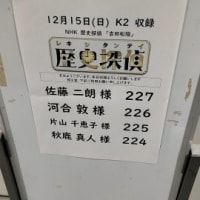 12月15日(日) K2 収録
NHK 歴史探偵 「吉田松陰」
レキシタンテイ
歴史探偵
佐藤 二朗 様 227
河合 敦 様 226
片山 千恵子 様 225
秋鹿 真人 様 224